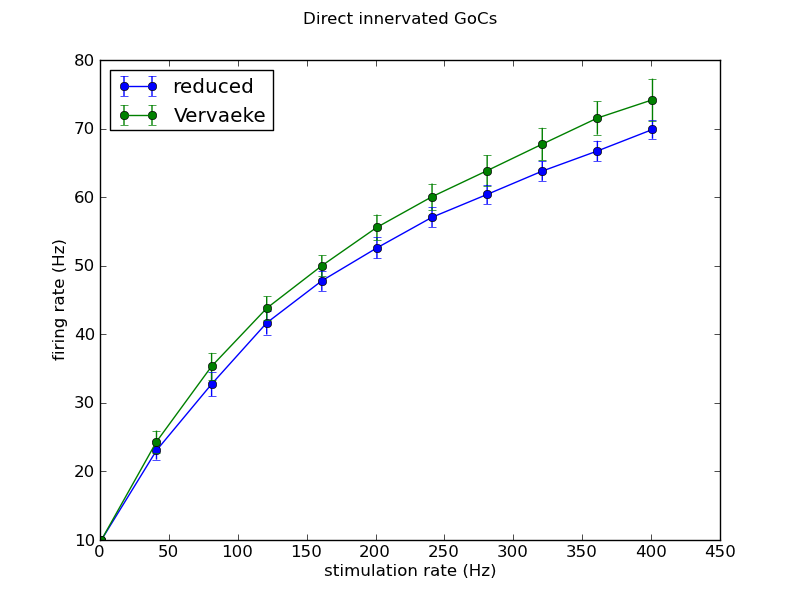 Direct innervated GoCs
reduced
Vervaeke
80
70
60
50
40
30
20
10
firing rate (Hz)
0 50 100 150 200 250 300 350 400 450
stimulation rate (Hz)